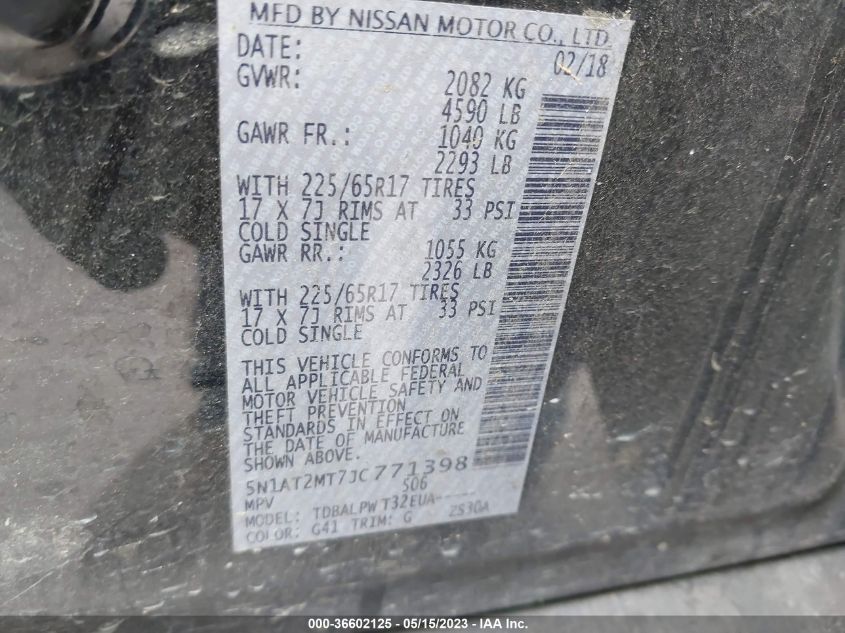 MFD BY NISSAN MOTOR CO., LTD.
DATE: 02/18
GVWR: 2082 KG
4590 LB
GAWR FR.: 1040 KG
2293 LB
WITH 225/65R17 TIRES
17 X 7J RIMS AT 33 PSI
COLD SINGLE
GAWR RR.: 1055 KG
2326 LB
WITH 225/65R17 TIRES
17 X 7J RIMS AT 33 PSI
COLD SINGLE
THIS VEHICLE CONFORMS TO
ALL APPLICABLE FEDERAL
MOTOR VEHICLE SAFETY AND
THEFT PREVENTION
STANDARDS IN EFFECT ON
THE DATE OF MANUFACTURE
SHOWN ABOVE.
5N1AT2MT7JC771398
MPV S06
MODEL: TDBALPWT32EUA-----
COLOR: G41 TRIM: G ZS30A
000-36602125 - 05/15/2023 - IAA Inc.